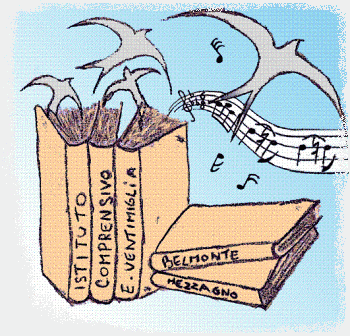 ISTITUTO
COMPRENSIVO
E. VENTIMIGLIA
BELMONTE
MEZZAGNO